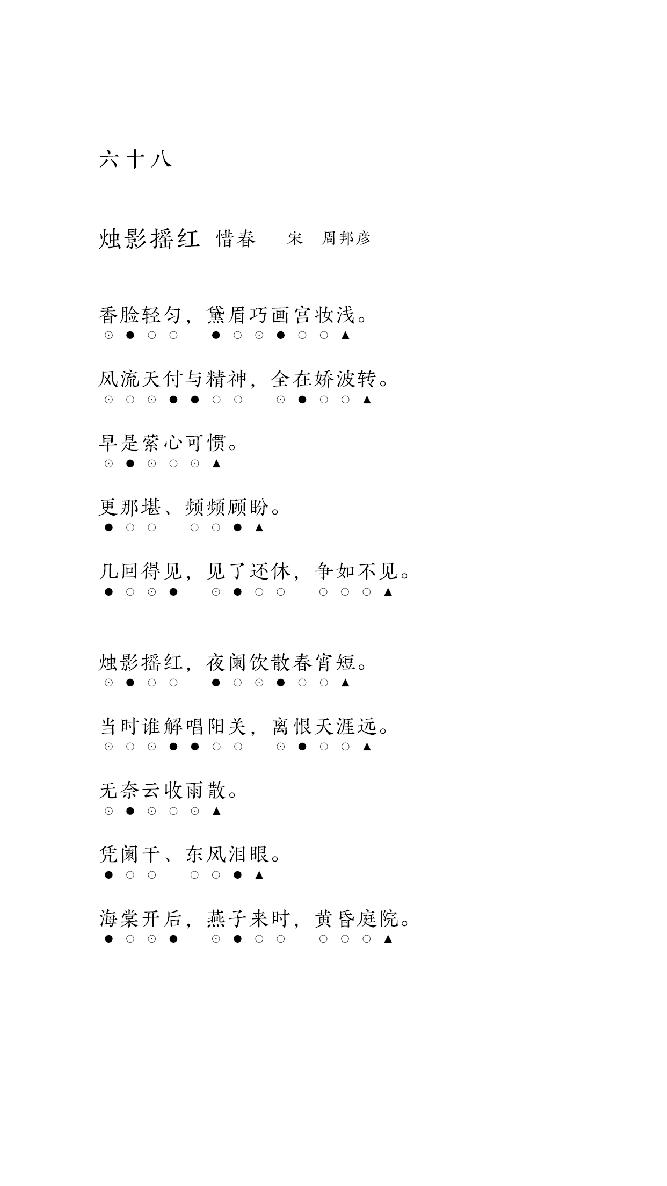 六十八
烛影摇红 惜春 宋 周邦彦
香脸轻匀，黛眉巧画宫妆浅。
⊙●○○ ●○⊙●○○▲
风流天付与精神，全在娇波转。
⊙○⊙●●○○ ⊙●○○▲
早是萦心可惯。
⊙●⊙○⊙▲
更那堪、频频顾盼。
●○○ ○○●▲
几回得见，见了还休，争如不见。
●○⊙● ⊙●○○ ○○○▲
烛影摇红，夜阑饮散春宵短。
⊙●○○ ●○⊙●○○▲
当时谁解唱阳关，离恨天涯远。
⊙○⊙●●○○ ⊙●○○▲
无奈云收雨散。
⊙●⊙○⊙▲
凭阑干、东风泪眼。
●○○ ○○●▲
海棠开后，燕子来时，黄昏庭院。
●○⊙● ⊙●○○ ○○○▲